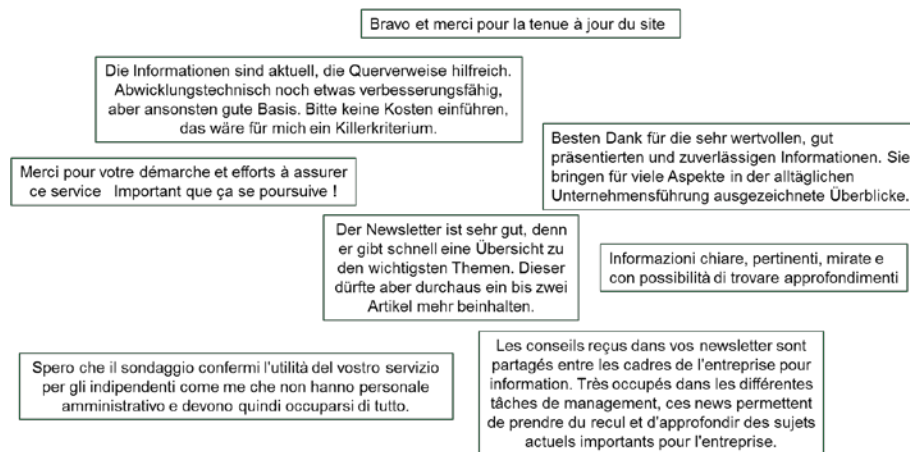 Bravo et merci pour la tenue à jour du site
Die Informationen sind aktuell, die Querverweise hilfreich.
Abwicklungstechnisch noch etwas verbesserungsfähig,
aber ansonsten gute Basis. Bitte keine Kosten einführen,
das wäre für mich ein Killerkriterium.
Besten Dank für die sehr wertvollen, gut
präsentierten und zuverlässigen Informationen. Sie
bringen für viele Aspekte in der alltäglichen
Unternehmensführung ausgezeichnete Überblicke.
Merci pour votre démarche et efforts à assurer
ce service Important que ça se poursuive !
Der Newsletter ist sehr gut, denn
er gibt schnell eine Übersicht zu
den wichtigsten Themen. Dieser
dürfte aber durchaus ein bis zwei
Artikel mehr beinhalten.
Informazioni chiare, pertinenti, mirate e
con possibilità di trovare approfondimenti
Spero che il sondaggio confermi l'utilità del vostro servizio
per gli indipendenti come me che non hanno personale
amministrativo e devono quindi occuparsi di tutto.
Les conseils reçus dans vos newsletter sont
partagés entre les cadres de l'entreprise pour
information. Très occupés dans les différentes
tâches de management, ces news permettent
de prendre du recul et d'approfondir des sujets
actuels importants pour l'entreprise.